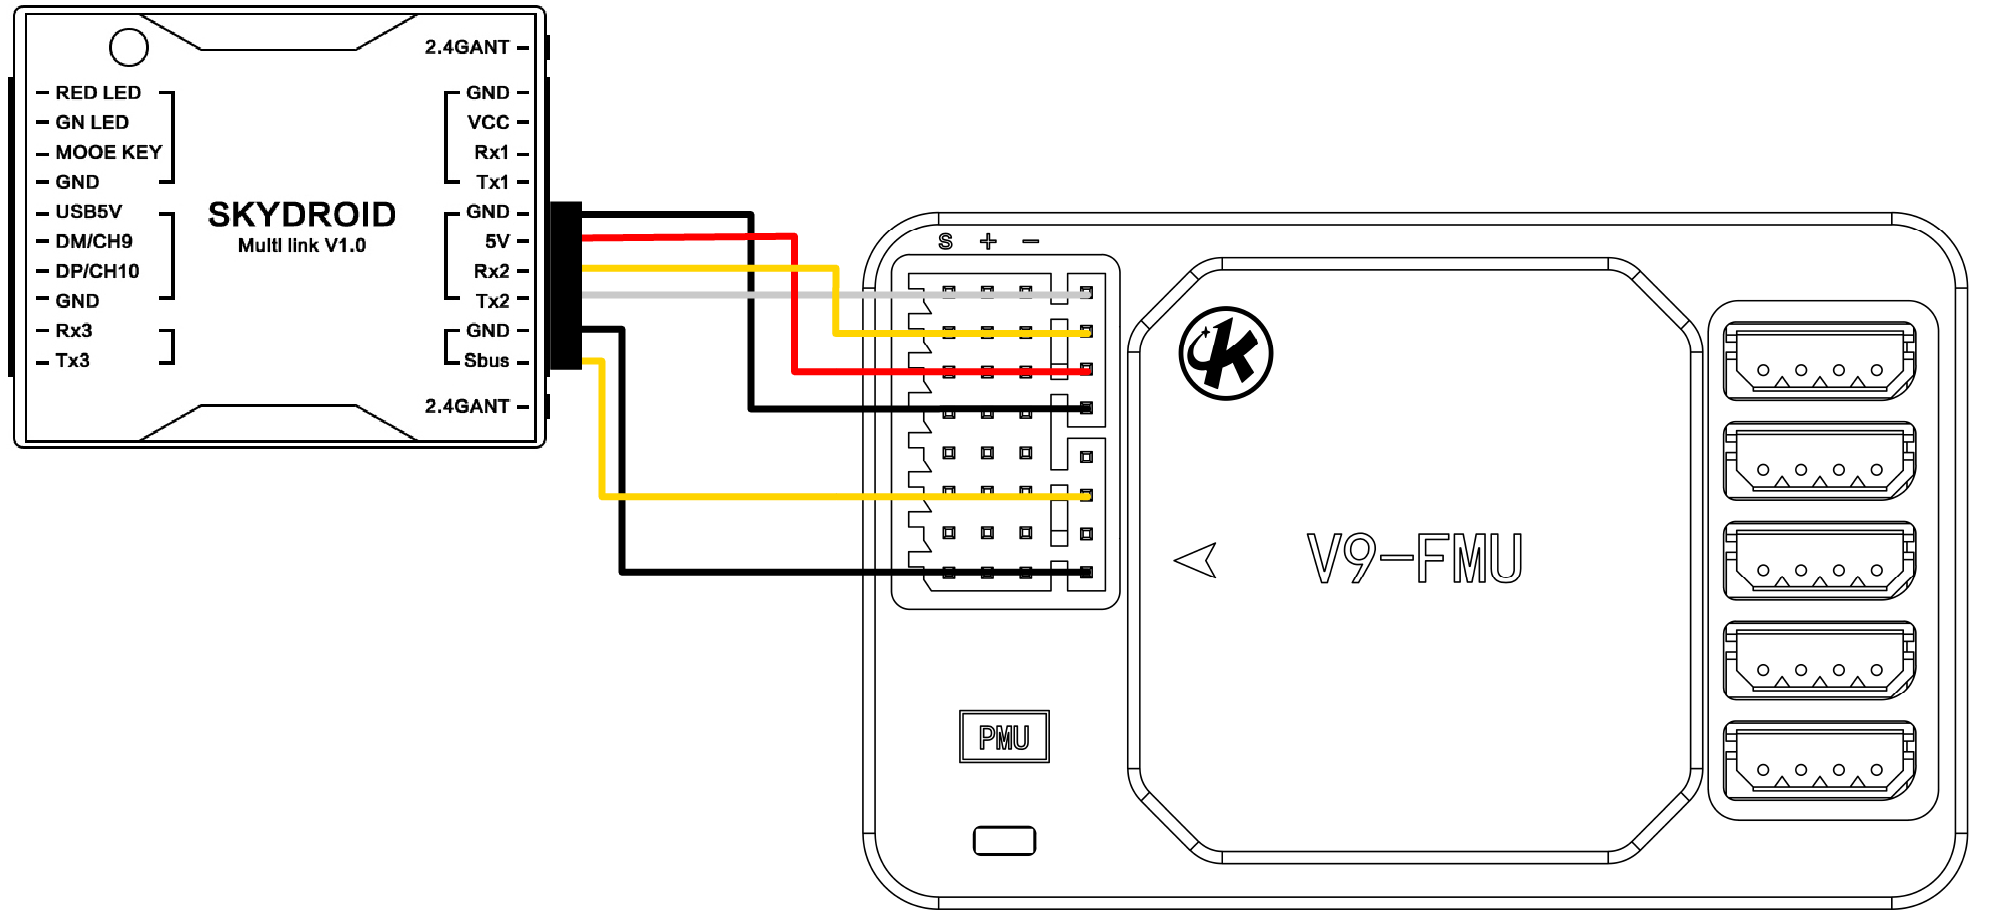 2.4GANT
RED LED
GN LED
MOOE KEY
GND
USB5V
DM/CH9
DP/CH10
GND
Rx3
Tx3
SKYDROID
Multi link V1.0
GND
VCC
Rx1
Tx1
GND
5V
Rx2
Tx2
GND
Sbus
2.4GANT
S + −
K
V9-FMU
PMU